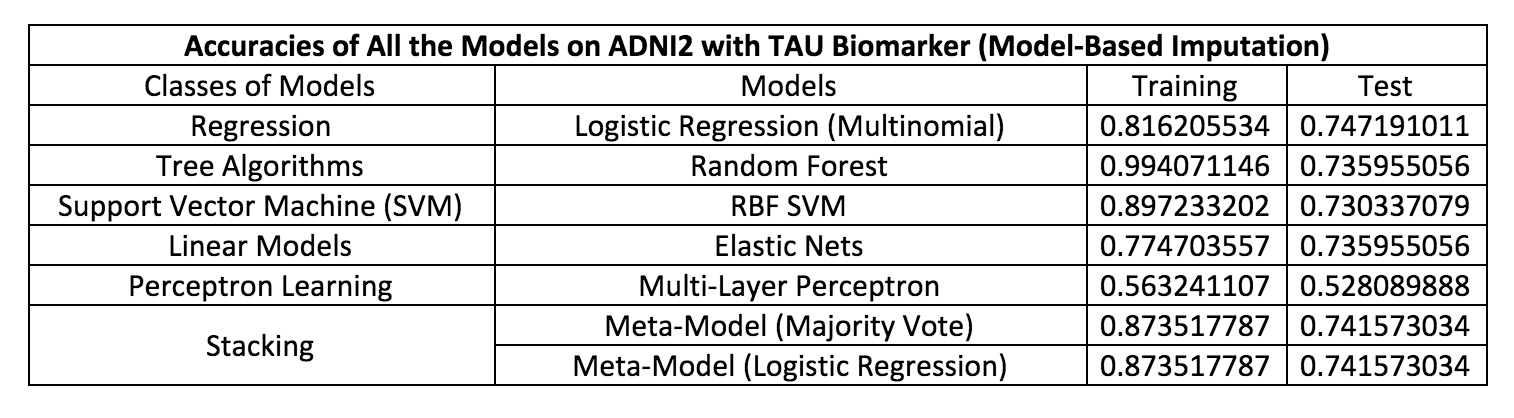 Accuracies of All the Models on ADNI2 with TAU Biomarker (Model-Based Imputation)
Classes of Models Models Training Test
Regression Logistic Regression (Multinomial) 0.816205534 0.747191011
Tree Algorithms Random Forest 0.994071146 0.735955056
Support Vector Machine (SVM) RBF SVM 0.897233202 0.730337079
Linear Models Elastic Nets 0.774703557 0.735955056
Perceptron Learning Multi-Layer Perceptron 0.563241107 0.528089888
Stacking Meta-Model (Majority Vote) 0.873517787 0.741573034
Meta-Model (Logistic Regression) 0.873517787 0.741573034